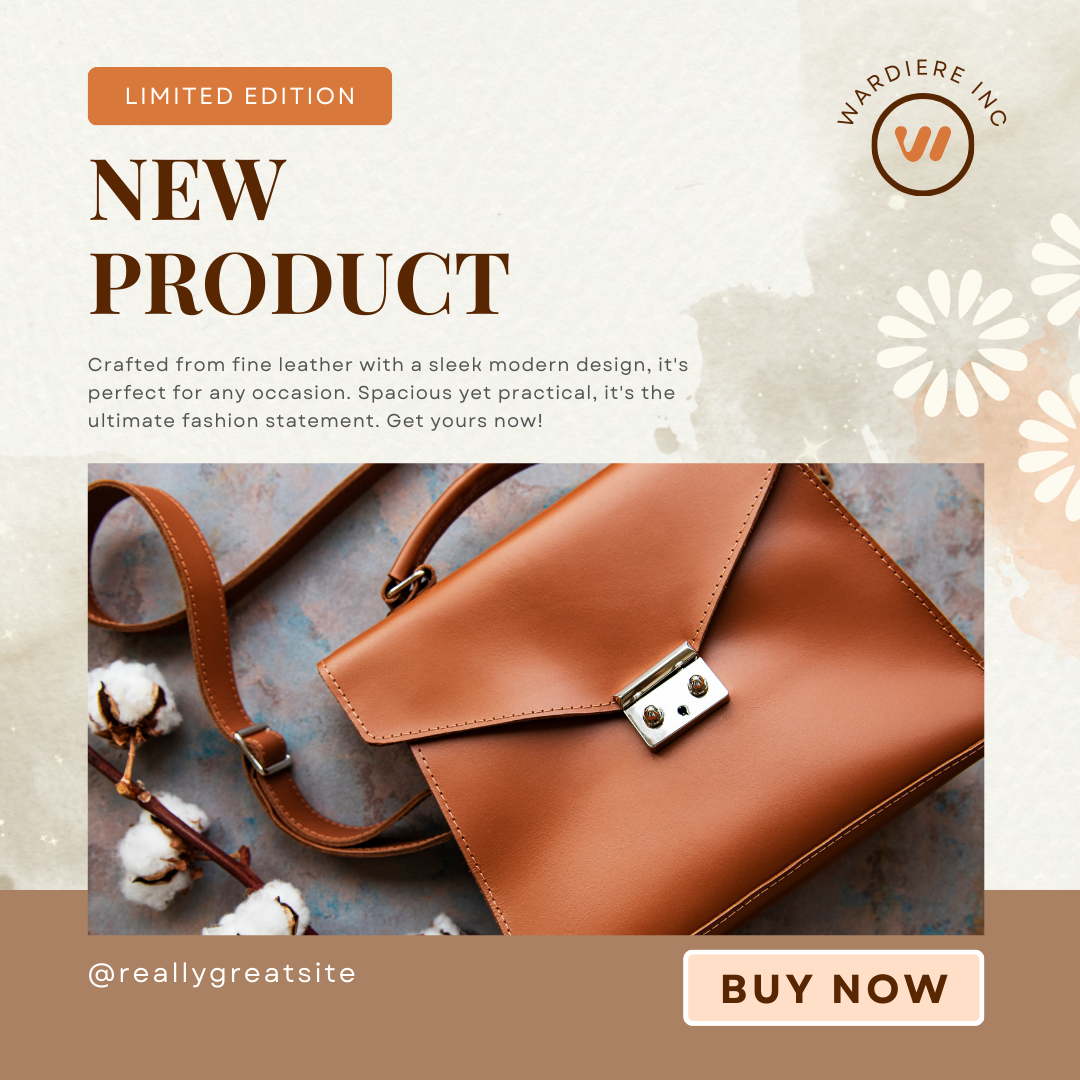 LIMITED EDITION
WARDIERE INC
NEW
PRODUCT
Crafted from fine leather with a sleek modern design, it's
perfect for any occasion. Spacious yet practical, it's the
ultimate fashion statement. Get yours now!
@reallygreatsite
BUY NOW